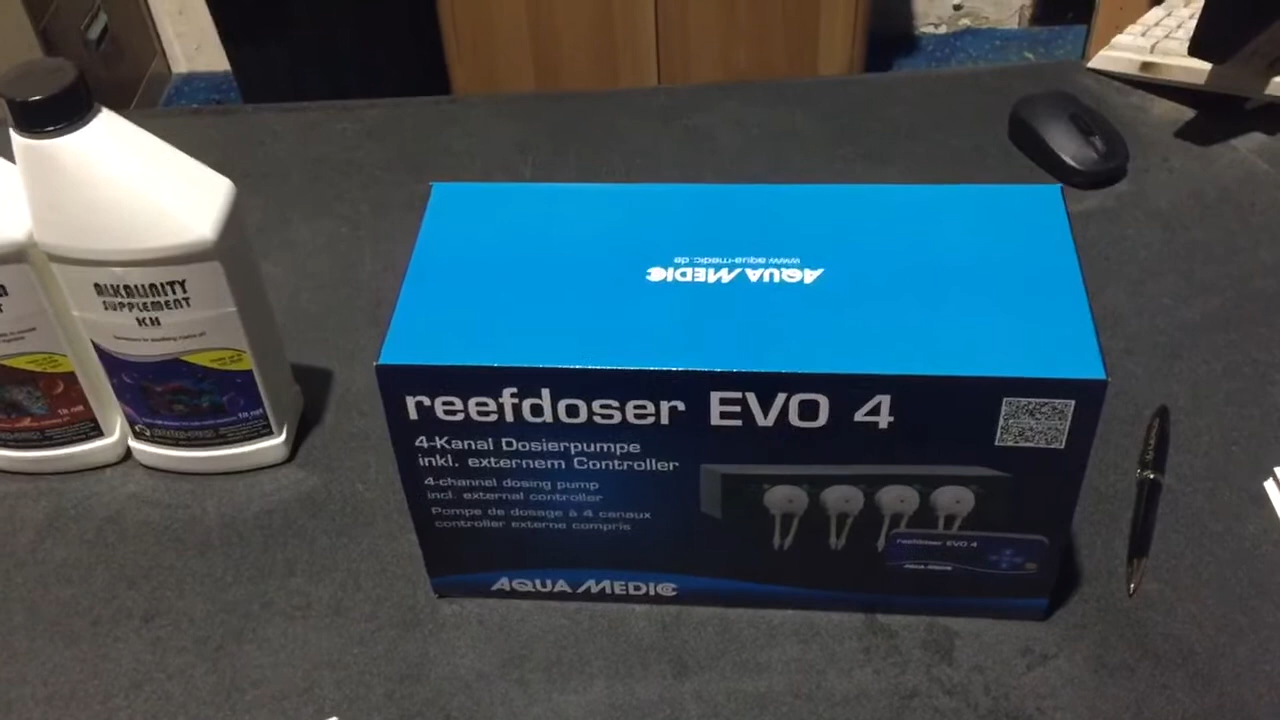 ALKALINITY
SUPPLEMENT
KH
www.aqua-medic.de
AQUA MEDIC
reefdoser EVO 4
4-Kanal Dosierpumpe
inkl. externem Controller
4-channel dosing pump
incl. external controller
Pompe de dosage à 4 canaux
controller externe compris
reefdoser EVO 4
AQUA MEDIC
AQUA MEDIC